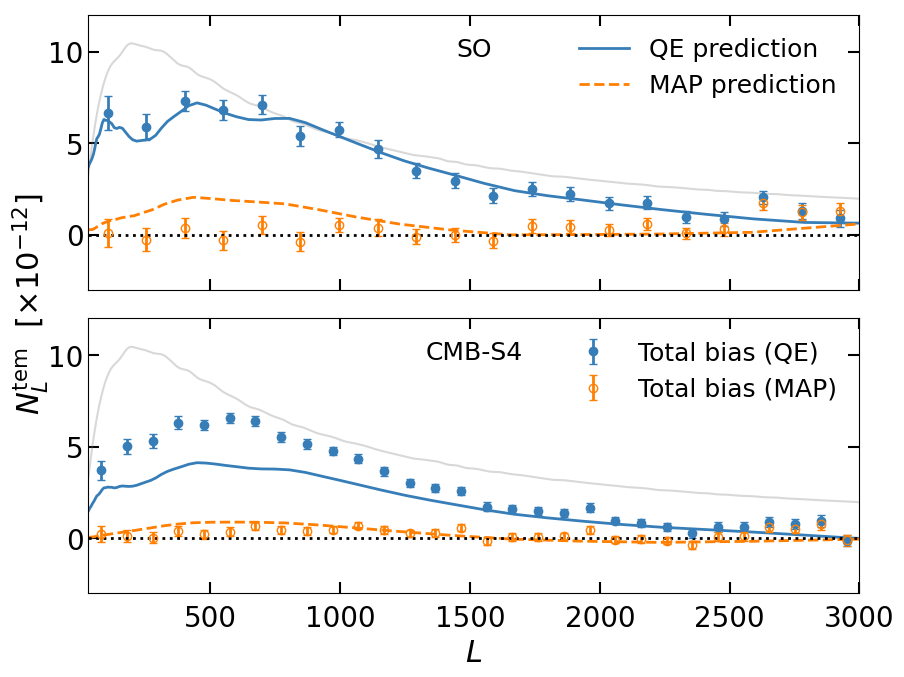 10
5
0
SO
QE prediction
MAP prediction
N_L^tem [×10^−12]
10
5
0
CMB-S4
Total bias (QE)
Total bias (MAP)
500 1000 1500 2000 2500 3000
L